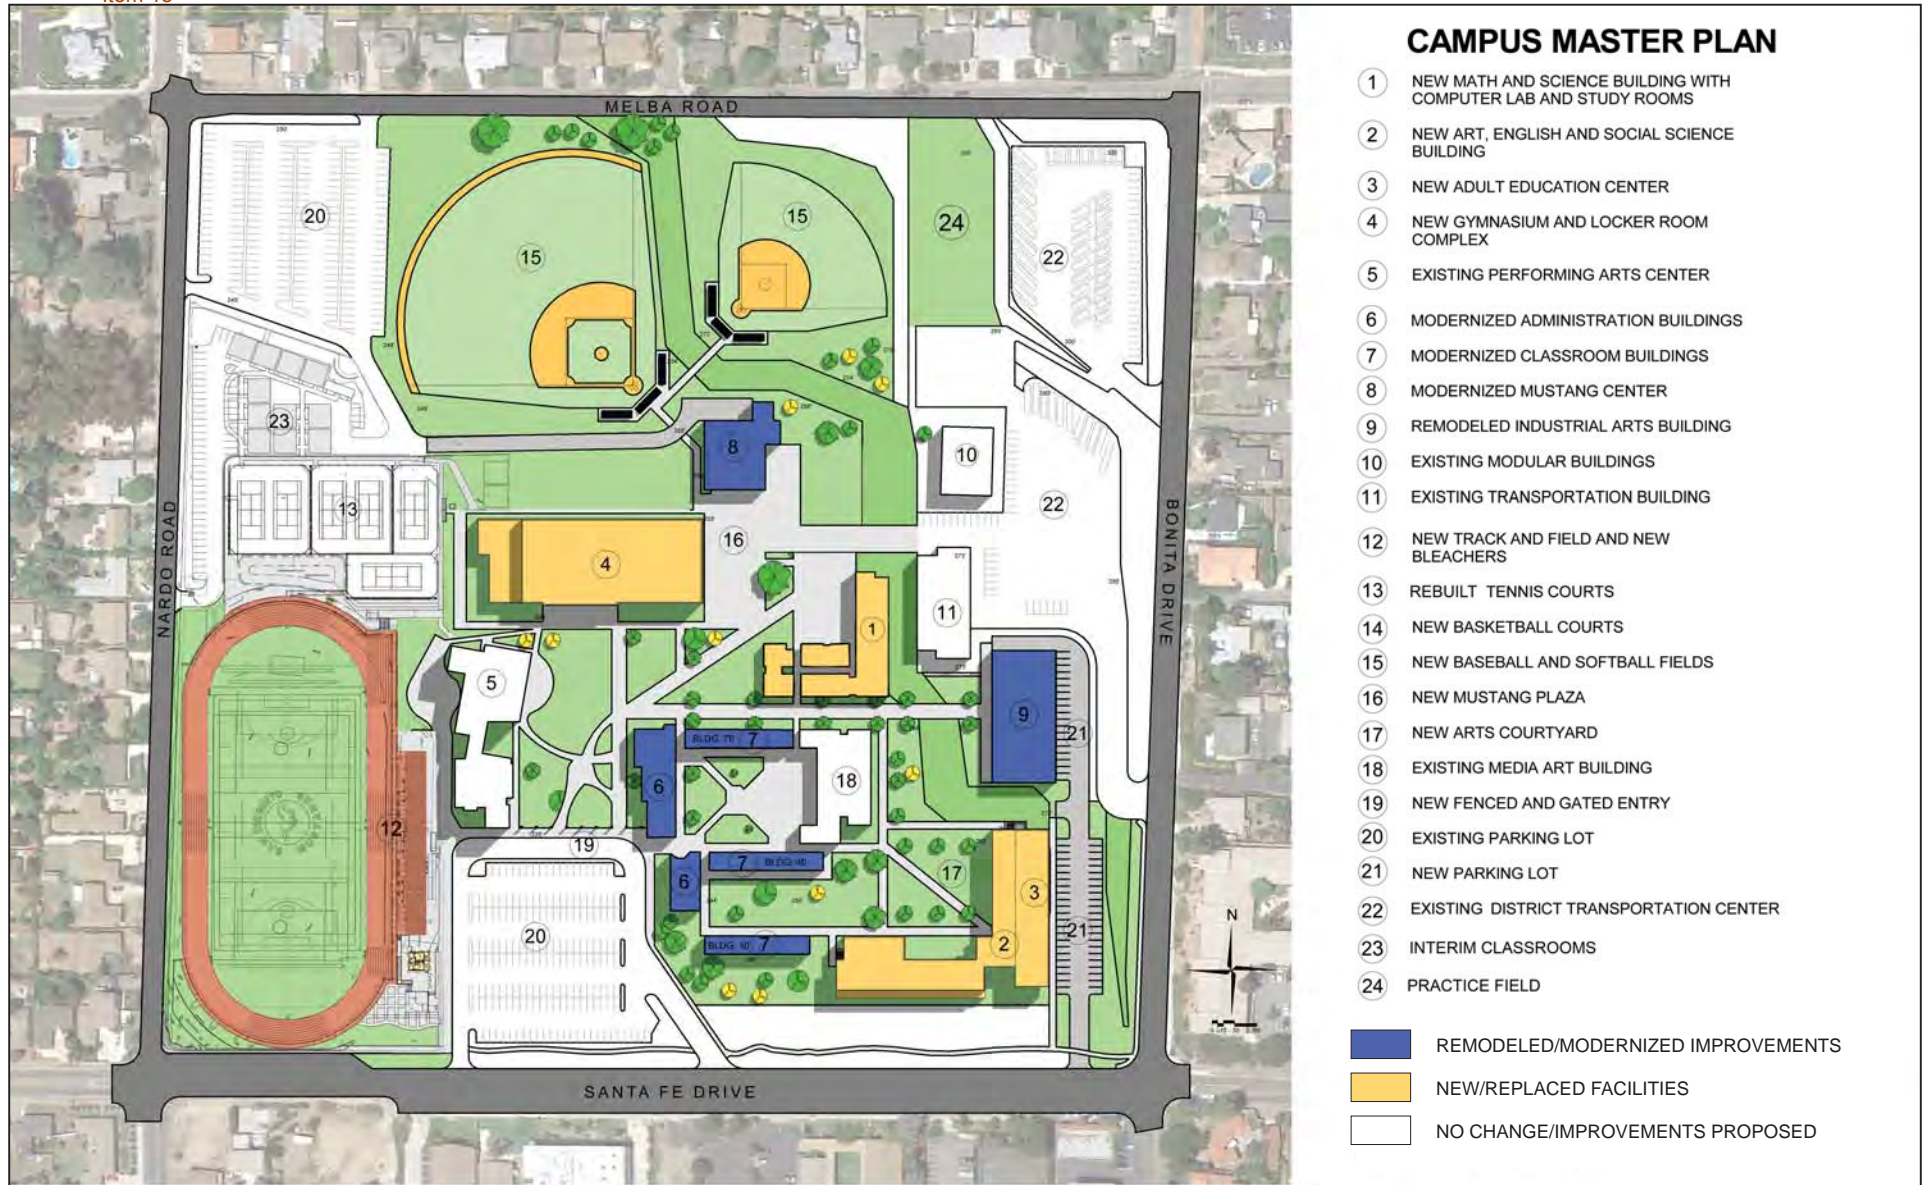 Item 15
CAMPUS MASTER PLAN
1 NEW MATH AND SCIENCE BUILDING WITH
COMPUTER LAB AND STUDY ROOMS
2 NEW ART, ENGLISH AND SOCIAL SCIENCE
BUILDING
3 NEW ADULT EDUCATION CENTER
4 NEW GYMNASIUM AND LOCKER ROOM
COMPLEX
5 EXISTING PERFORMING ARTS CENTER
6 MODERNIZED ADMINISTRATION BUILDINGS
7 MODERNIZED CLASSROOM BUILDINGS
8 MODERNIZED MUSTANG CENTER
9 REMODELED INDUSTRIAL ARTS BUILDING
10 EXISTING MODULAR BUILDINGS
11 EXISTING TRANSPORTATION BUILDING
12 NEW TRACK AND FIELD AND NEW
BLEACHERS
13 REBUILT TENNIS COURTS
14 NEW BASKETBALL COURTS
15 NEW BASEBALL AND SOFTBALL FIELDS
16 NEW MUSTANG PLAZA
17 NEW ARTS COURTYARD
18 EXISTING MEDIA ART BUILDING
19 NEW FENCED AND GATED ENTRY
20 EXISTING PARKING LOT
21 NEW PARKING LOT
22 EXISTING DISTRICT TRANSPORTATION CENTER
23 INTERIM CLASSROOMS
24 PRACTICE FIELD
REMODELED/MODERNIZED IMPROVEMENTS
NEW/REPLACED FACILITIES
NO CHANGE/IMPROVEMENTS PROPOSED
MELBA ROAD
NARDO ROAD
BONITA DRIVE
SANTA FE DRIVE
20
15
15
24
22
23
8
10
13
16
22
4
11
1
5
9
BLDG. 7
7
21
6
18
12
19
7
BLDG.
6
17
3
20
BLDG.
7
2
21
N